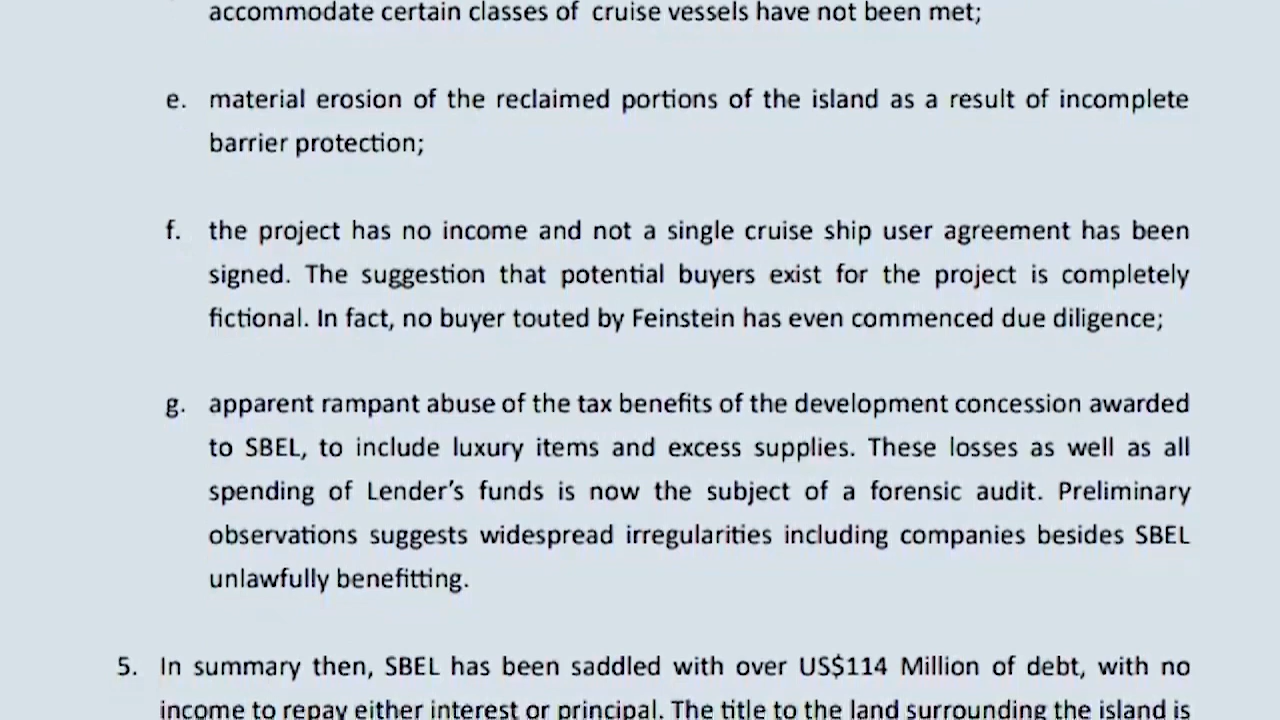 accommodate certain classes of cruise vessels have not been met;
e. material erosion of the reclaimed portions of the island as a result of incomplete
barrier protection;
f. the project has no income and not a single cruise ship user agreement has been
signed. The suggestion that potential buyers exist for the project is completely
fictional. In fact, no buyer touted by Feinstein has even commenced due diligence;
g. apparent rampant abuse of the tax benefits of the development concession awarded
to SBEL, to include luxury items and excess supplies. These losses as well as all
spending of Lender's funds is now the subject of a forensic audit. Preliminary
observations suggests widespread irregularities including companies besides SBEL
unlawfully benefitting.
5. In summary then, SBEL has been saddled with over US$114 Million of debt, with no
income to repay either interest or principal. The title to the land surrounding the island is